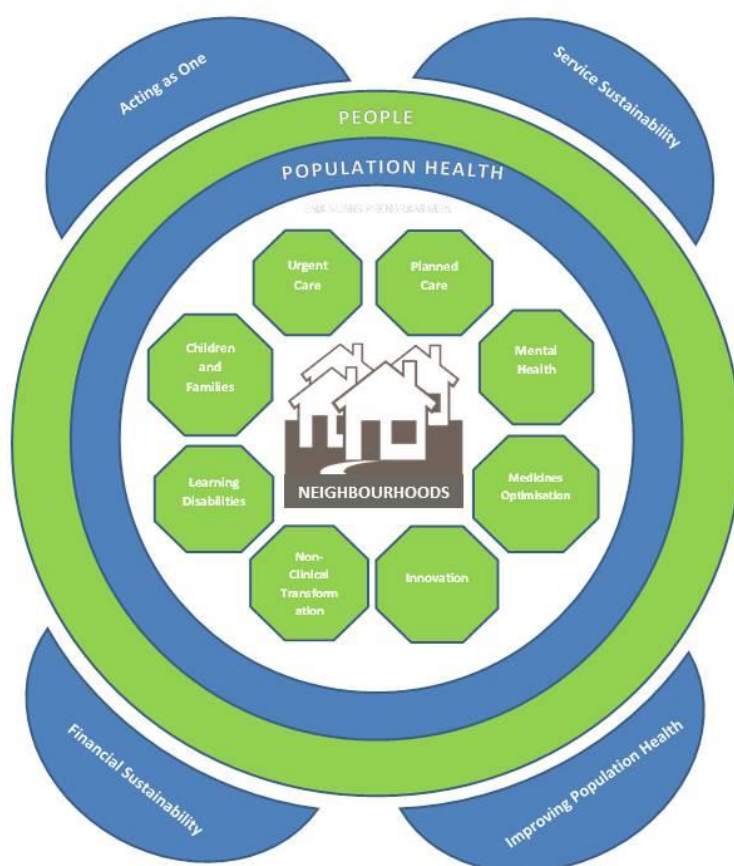 Acting as One
Service Sustainability
PEOPLE
POPULATION HEALTH
Urgent
Care
Planned
Care
Children
and
Families
Mental
Health
Learning
Disabilities
Medicines
Optimisation
NEIGHBOURHOODS
Non-
Clinical
Transform
ation
Innovation
Financial Sustainability
Improving Population Health